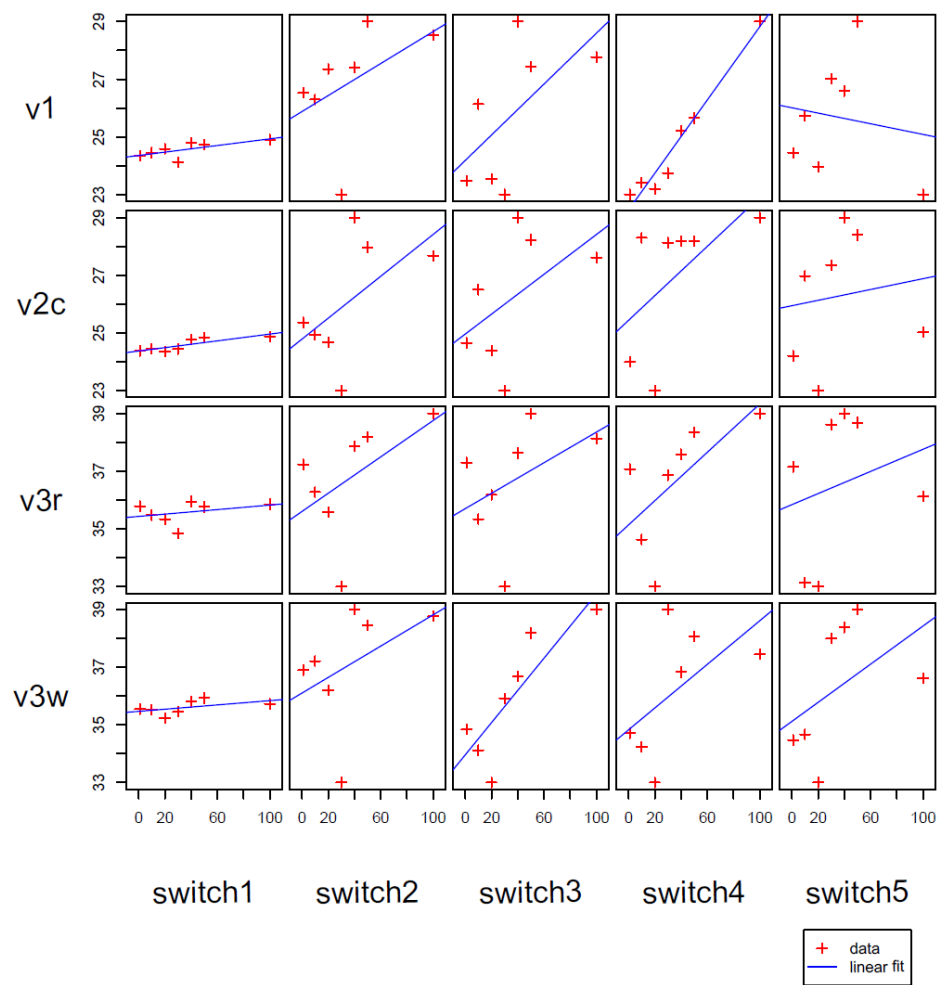 29
27
v1
25
23
29
27
v2c
25
23
39
37
v3r
35
33
39
37
v3w
35
33
0 20 60 100 0 20 60 100 0 20 60 100 0 20 60 100 0 20 60 100
switch1 switch2 switch3 switch4 switch5
data
linear fit